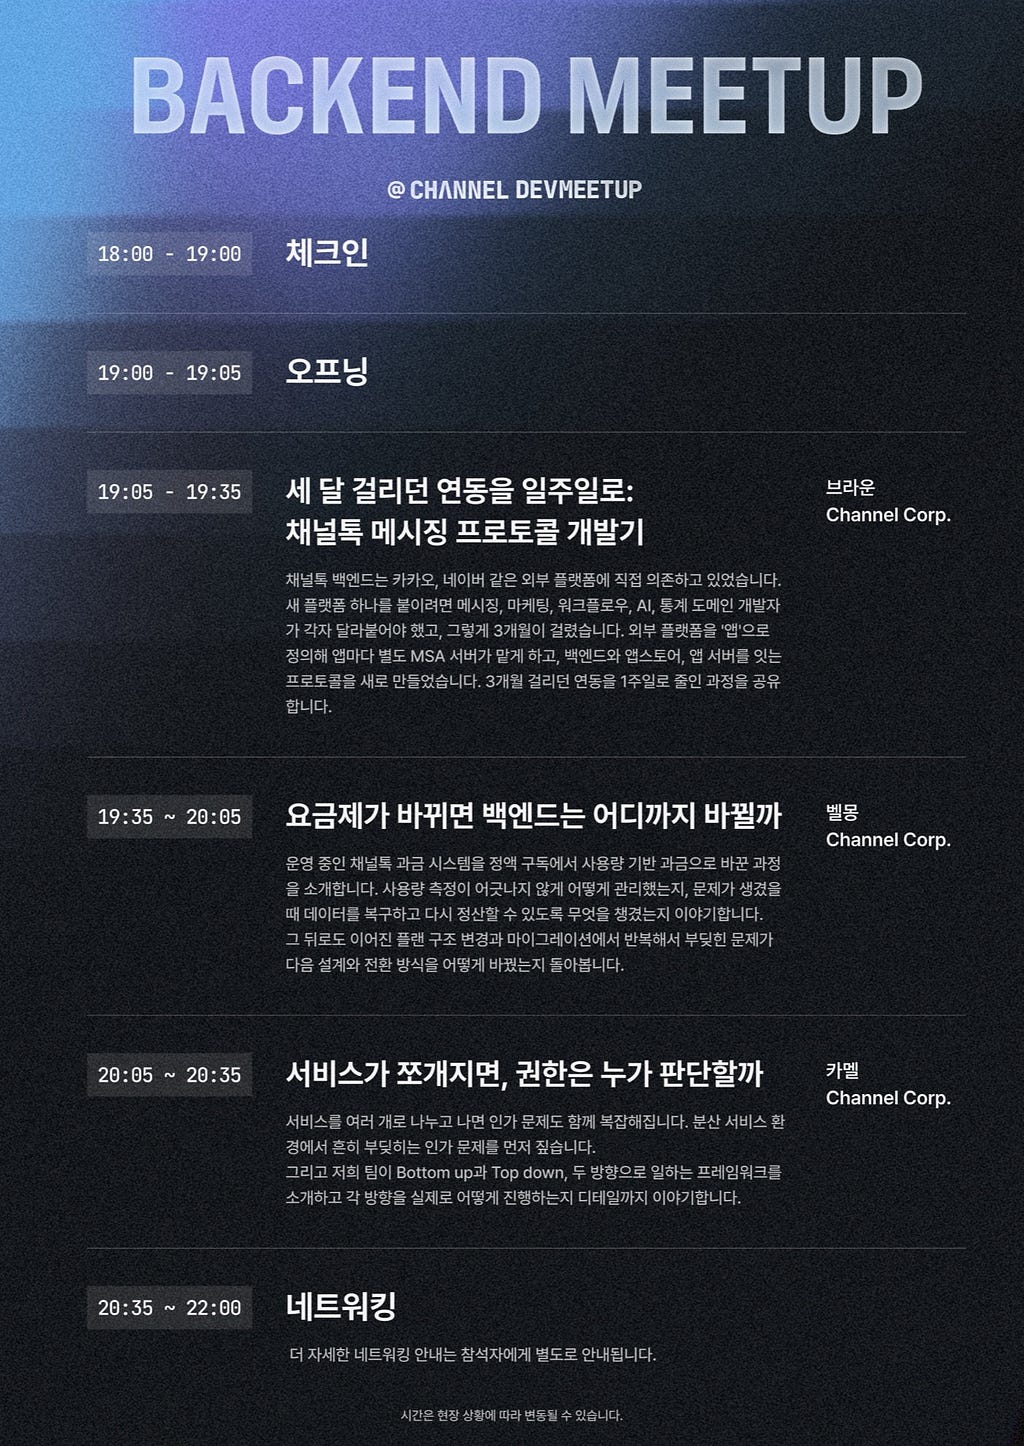 BACKEND MEETUP
@ CHANNEL DEVMEETUP
18:00 - 19:00
체크인
19:00 - 19:05
오프닝
19:05 - 19:35
세 달 걸리던 연동을 일주일로:
채널톡 메시징 프로토콜 개발기
브라운
Channel Corp.
채널톡 백엔드는 카카오, 네이버 같은 외부 플랫폼에 직접 의존하고 있었습니다.
새 플랫폼 하나를 붙이려면 메시징, 마케팅, 워크플로우, AI, 통계 도메인 개발자
가 각자 달라붙어야 했고, 그렇게 3개월이 걸렸습니다. 외부 플랫폼을 '앱'으로
정의해 앱마다 별도 MSA 서버가 맡게 하고, 백엔드와 앱스토어, 앱 서버를 잇는
프로토콜을 새로 만들었습니다. 3개월 걸리던 연동을 1주일로 줄인 과정을 공유
합니다.
19:35 ~ 20:05
요금제가 바뀌면 백엔드는 어디까지 바뀔까
벨몽
Channel Corp.
운영 중인 채널톡 과금 시스템을 정액 구독에서 사용량 기반 과금으로 바꾼 과정
을 소개합니다. 사용량 측정이 어긋나지 않게 어떻게 관리했는지, 문제가 생겼을
때 데이터를 복구하고 다시 정산할 수 있도록 무엇을 챙겼는지 이야기합니다.
그 뒤로도 이어진 플랜 구조 변경과 마이그레이션에서 반복해서 부딪힌 문제가
다음 설계와 전환 방식을 어떻게 바꿨는지 돌아봅니다.
20:05 ~ 20:35
서비스가 쪼개지면, 권한은 누가 판단할까
카멜
Channel Corp.
서비스를 여러 개로 나누고 나면 인가 문제도 함께 복잡해집니다. 분산 서비스 환
경에서 흔히 부딪히는 인가 문제를 먼저 짚습니다.
그리고 저희 팀이 Bottom up과 Top down, 두 방향으로 일하는 프레임워크를
소개하고 각 방향을 실제로 어떻게 진행하는지 디테일까지 이야기합니다.
20:35 ~ 22:00
네트워킹
더 자세한 네트워킹 안내는 참석자에게 별도로 안내됩니다.
시간은 현장 상황에 따라 변동될 수 있습니다.